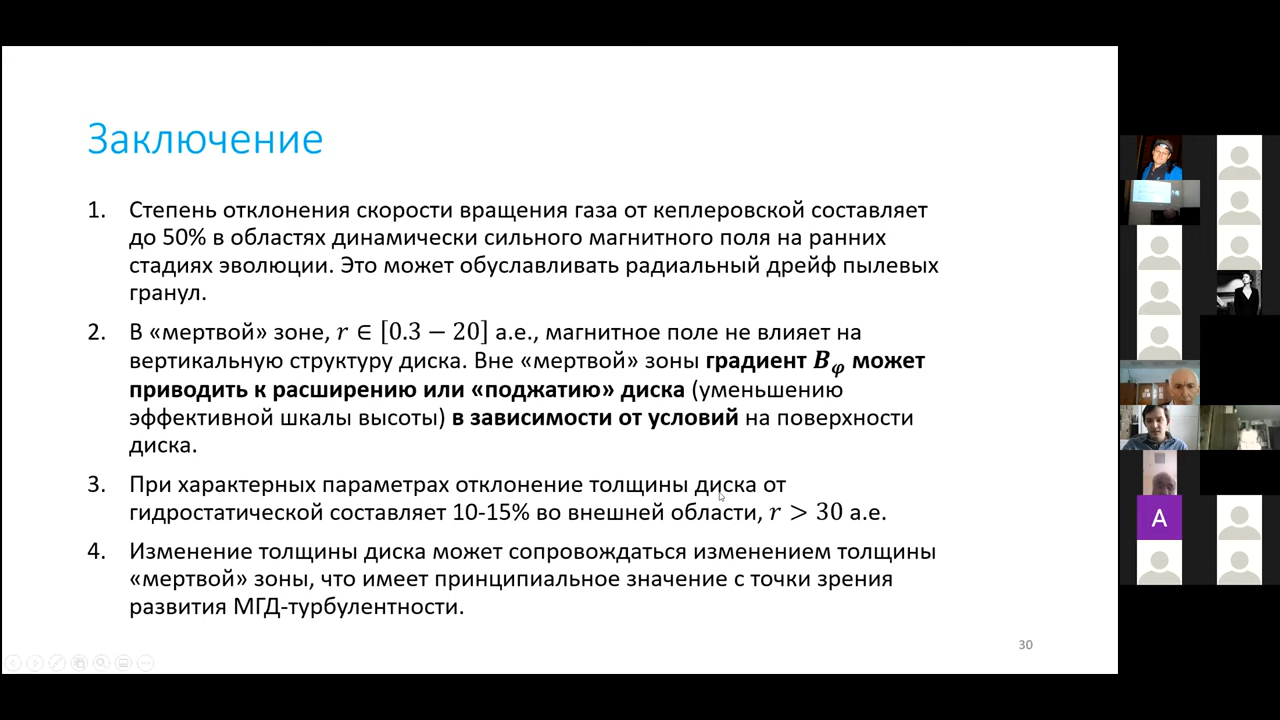 Заключение
1. Степень отклонения скорости вращения газа от кеплеровской составляет
до 50% в областях динамически сильного магнитного поля на ранних
стадиях эволюции. Это может обуславливать радиальный дрейф пылевых
гранул.
2. В «мертвой» зоне, r ∈ [0.3 − 20] а.е., магнитное поле не влияет на
вертикальную структуру диска. Вне «мертвой» зоны градиент Bφ может
приводить к расширению или «поджатию» диска (уменьшению
эффективной шкалы высоты) в зависимости от условий на поверхности
диска.
3. При характерных параметрах отклонение толщины диска от
гидростатической составляет 10-15% во внешней области, r > 30 а.е.
4. Изменение толщины диска может сопровождаться изменением толщины
«мертвой» зоны, что имеет принципиальное значение с точки зрения
развития МГД-турбулентности.
30
A